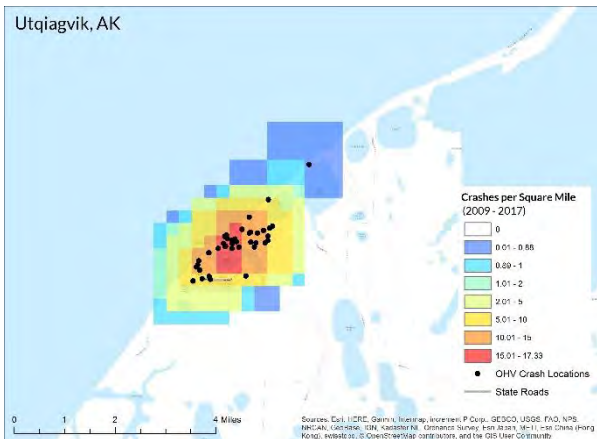 Utqiagvik, AK
Crashes per Square Mile
(2009 - 2017)
0
0.01 - 0.88
0.89 - 1
1.01 - 2
2.01 - 5
5.01 - 10
10.01 - 15
15.01 - 17.33
OHV Crash Locations
State Roads
0 2 4 Miles
Sources: Esri, HERE, Garmin, Intermap, increment P Corp., GEBCO, USGS, FAO, NPS,
NRCAN, GeoBase, IGN, Kadaster NL, Ordnance Survey, Esri Japan, METI, Esri China (Hong
Kong), swisstopo, © OpenStreetMap contributors, and the GIS User Community